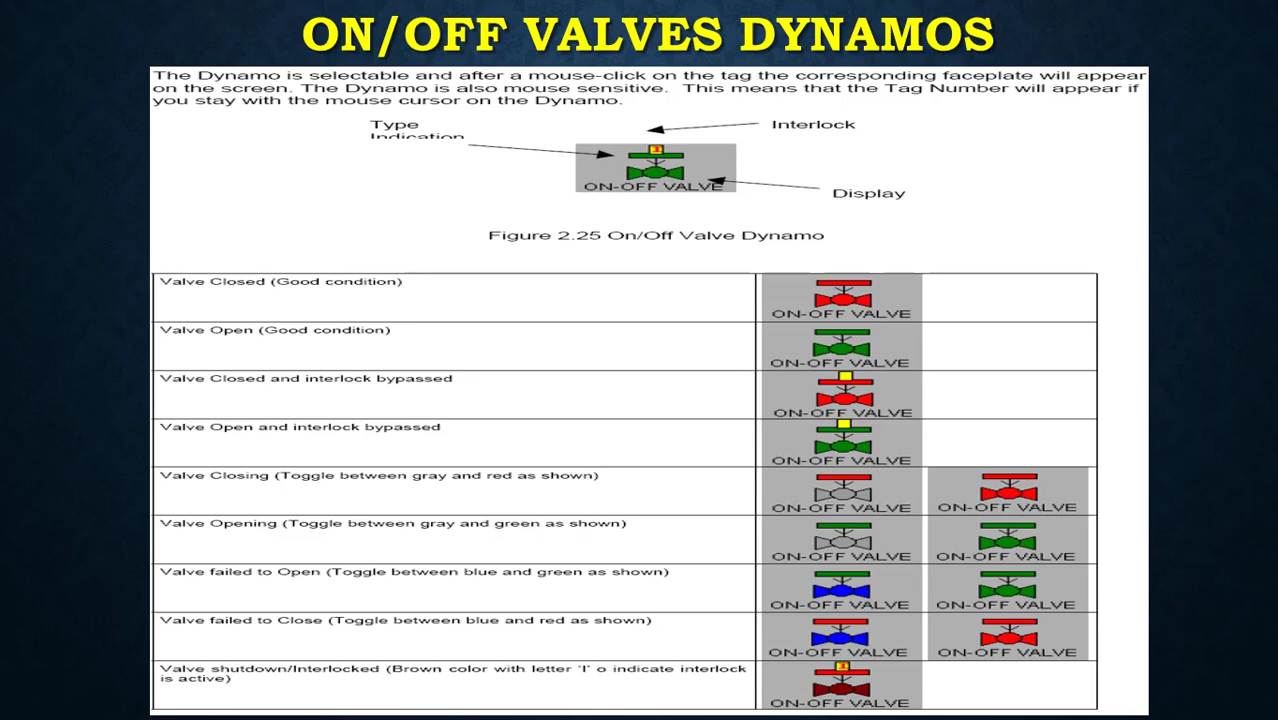 ON/OFF VALVES DYNAMOS
The Dynamo is selectable and after a mouse-click on the tag the corresponding faceplate will appear
on the screen. The Dynamo is also mouse sensitive. This means that the Tag Number will appear if
you stay with the mouse cursor on the Dynamo.
Type
Indication
Interlock
I
ON-OFF VALVE
Display
Figure 2.25 On/Off Valve Dynamo
Valve Closed (Good condition)
ON-OFF VALVE
Valve Open (Good condition)
ON-OFF VALVE
Valve Closed and interlock bypassed
ON-OFF VALVE
Valve Open and interlock bypassed
ON-OFF VALVE
Valve Closing (Toggle between gray and red as shown)
ON-OFF VALVE ON-OFF VALVE
Valve Opening (Toggle between gray and green as shown)
ON-OFF VALVE ON-OFF VALVE
Valve failed to Open (Toggle between blue and green as shown)
ON-OFF VALVE ON-OFF VALVE
Valve failed to Close (Toggle between blue and red as shown)
ON-OFF VALVE ON-OFF VALVE
Valve shutdown/Interlocked (Brown color with letter 'I' o indicate interlock
is active)
I
ON-OFF VALVE